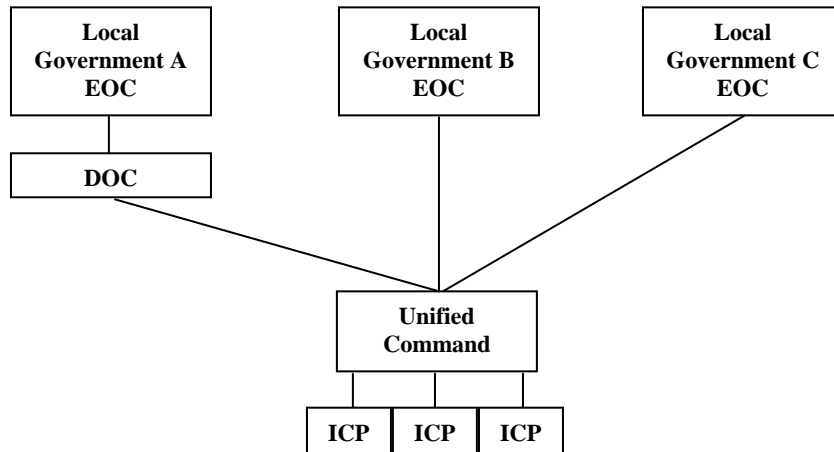 Local
Government A
EOC
Local
Government B
EOC
Local
Government C
EOC
DOC
Unified
Command
ICP
ICP
ICP